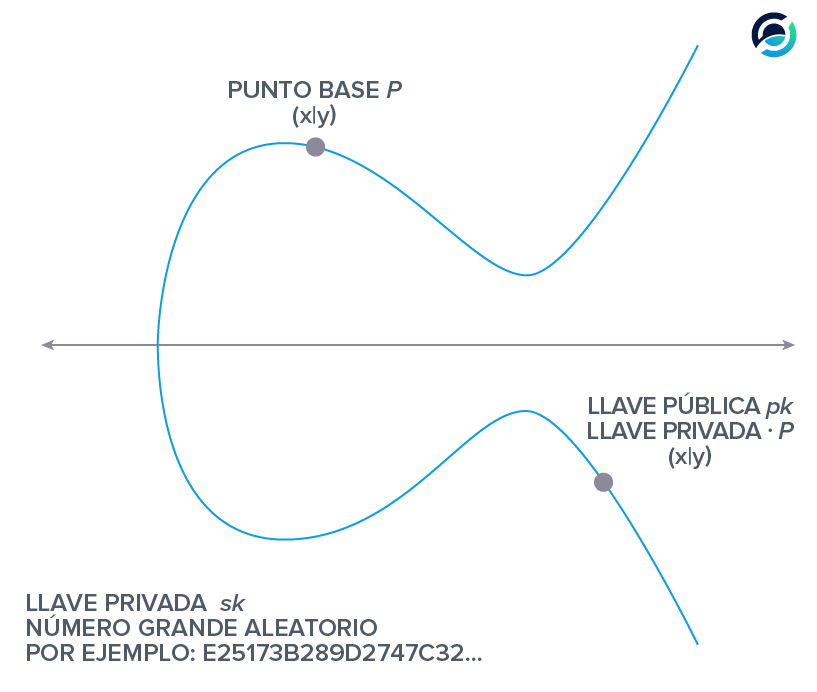 PUNTO BASE P
(x|y)
LLAVE PÚBLICA pk
LLAVE PRIVADA · P
(x|y)
LLAVE PRIVADA sk
NÚMERO GRANDE ALEATORIO
POR EJEMPLO: E25173B289D2747C32...